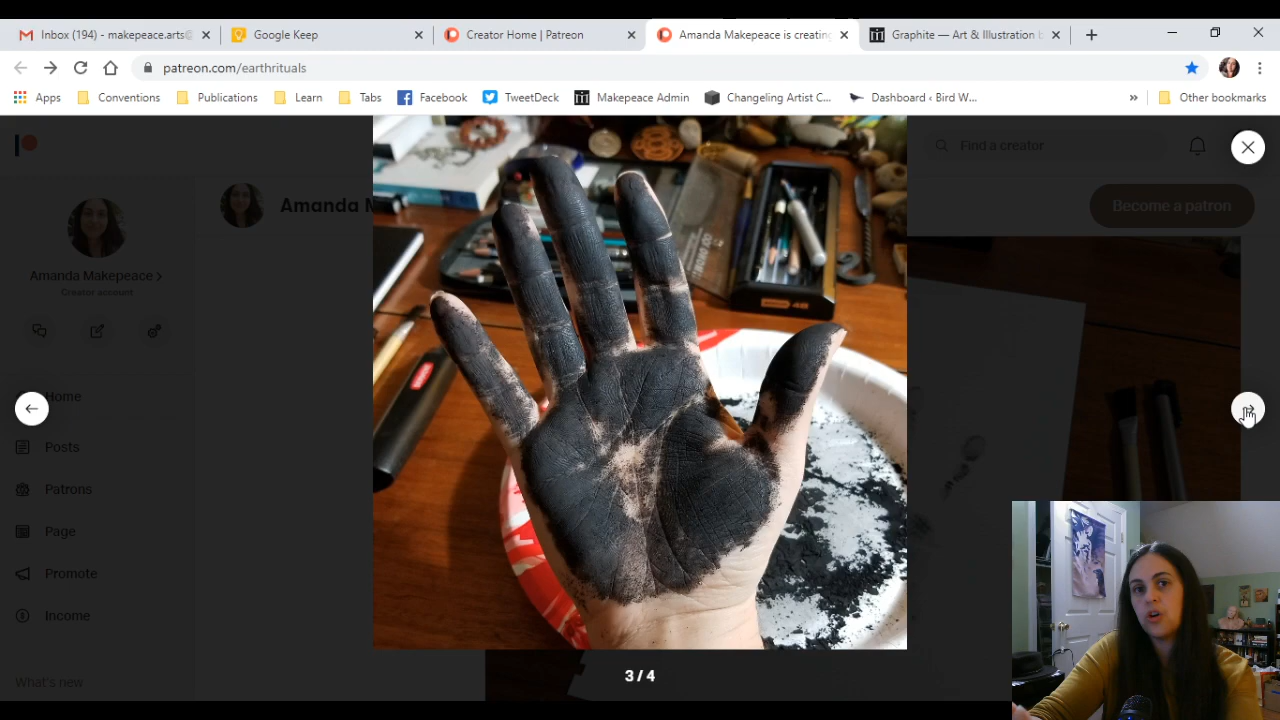 Inbox (194) - makepeace.arts@
Google Keep
Creator Home | Patreon
Amanda Makepeace is creating
Graphite — Art & Illustration b
patreon.com/earthrituals
Apps
Conventions
Publications
Learn
Tabs
Facebook
TweetDeck
Makepeace Admin
Changeling Artist C...
Dashboard ‹ Bird W...
»
Other bookmarks
Find a creator
Amanda M
Become a patron
Amanda Makepeace >
Creator account
Home
Posts
Patrons
Page
Promote
Income
What's new
3 / 4